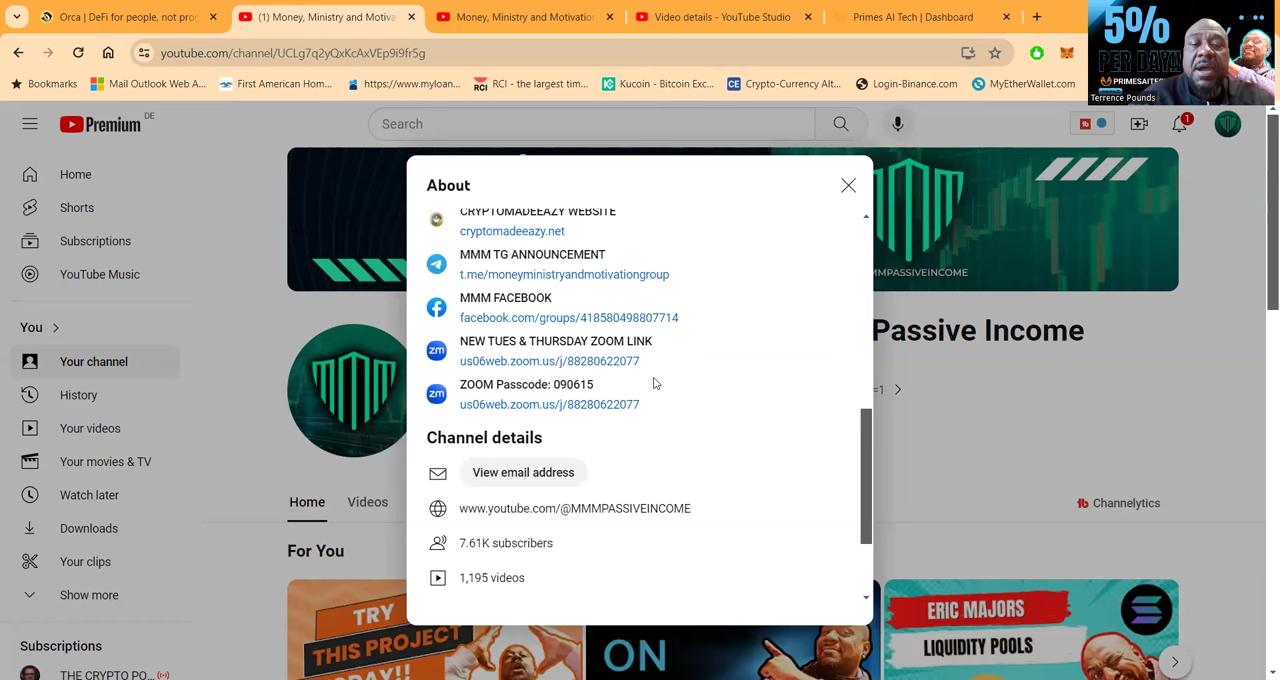 Orca | DeFi for people, not prog
(1) Money, Ministry and Motiva
Money, Ministry and Motivation
Video details - YouTube Studio
Primes AI Tech | Dashboard
youtube.com/channel/UCLg7q2yQxKcAxVEp9i9fr5g
Bookmarks
Mail Outlook Web A...
First American Hom...
https://www.myloan...
RCI - the largest tim...
Kucoin - Bitcoin Exc...
Crypto-Currency Alt...
Login-Binance.com
MyEtherWallet.com
5%
PER DAY!!
PRIMESAITECH
Terrence Pounds
Premium
DE
Search
1
Home
Shorts
Subscriptions
YouTube Music
You
Your channel
History
Your videos
Your movies & TV
Watch later
Downloads
Your clips
Show more
Subscriptions
THE CRYPTO PO...
About
CRYPTOMADEEAZY WEBSITE
cryptomadeeazy.net
MMM TG ANNOUNCEMENT
t.me/moneyministryandmotivationgroup
MMM FACEBOOK
facebook.com/groups/418580498807714
NEW TUES & THURSDAY ZOOM LINK
us06web.zoom.us/j/88280622077
ZOOM Passcode: 090615
us06web.zoom.us/j/88280622077
Channel details
View email address
www.youtube.com/@MMMPASSIVEINCOME
7.61K subscribers
1,195 videos
MMPASSIVEINCOME
Passive Income
=1
Home
Videos
Channelytics
For You
TRY
THIS PROJECT
TODAY!!
ON
ERIC MAJORS
LIQUIDITY POOLS